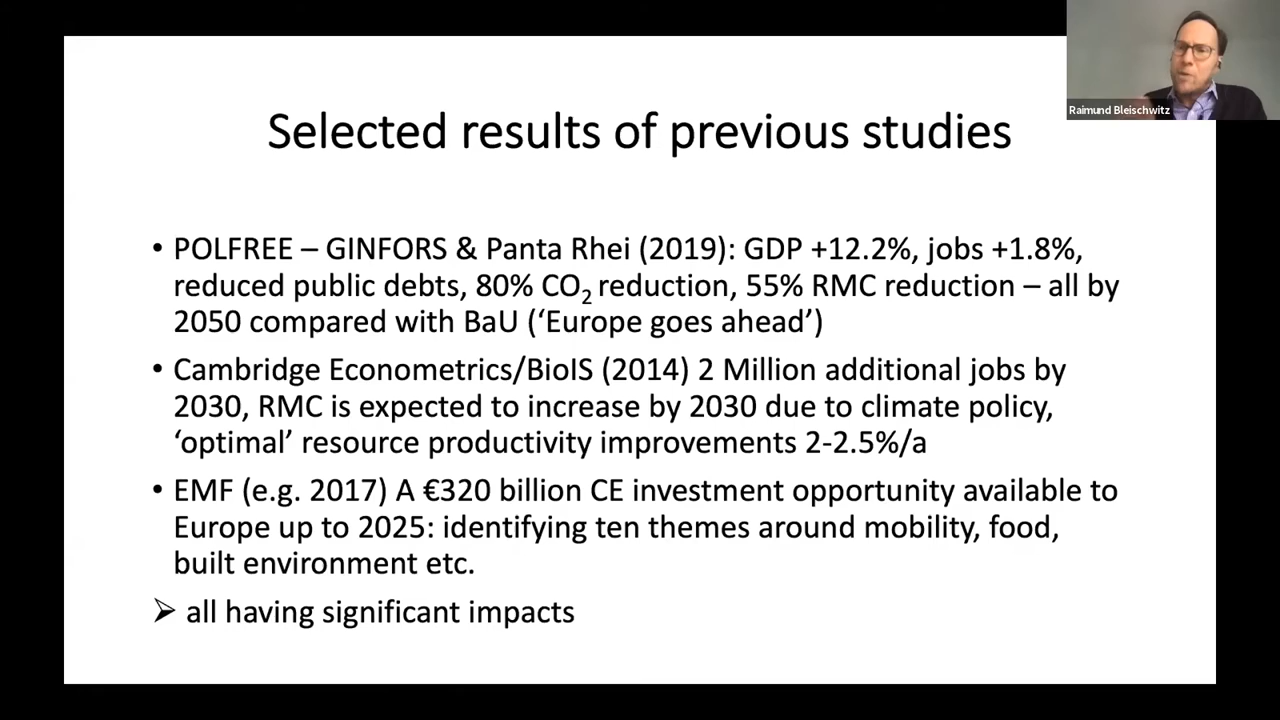 Raimund Bleischwitz
Selected results of previous studies
• POLFREE – GINFORS & Panta Rhei (2019): GDP +12.2%, jobs +1.8%,
reduced public debts, 80% CO₂ reduction, 55% RMC reduction – all by
2050 compared with BaU (‘Europe goes ahead’)
• Cambridge Econometrics/BioIS (2014) 2 Million additional jobs by
2030, RMC is expected to increase by 2030 due to climate policy,
‘optimal’ resource productivity improvements 2-2.5%/a
• EMF (e.g. 2017) A €320 billion CE investment opportunity available to
Europe up to 2025: identifying ten themes around mobility, food,
built environment etc.
➢ all having significant impacts